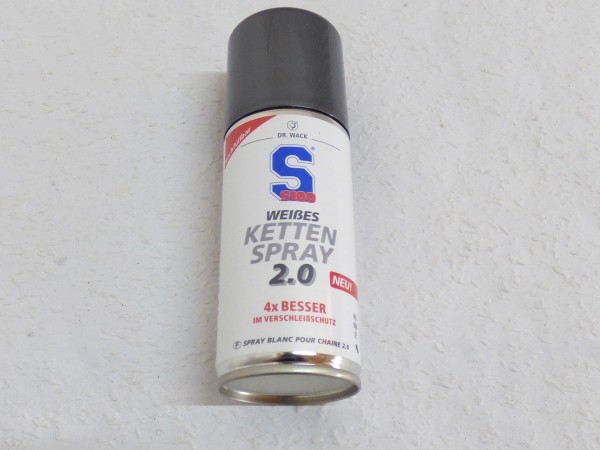 DR. WACK
S
S100
WEIßES
KETTEN
SPRAY
2.0
NEU!
4x BESSER
IM VERSCHLEIẞSCHUTZ
F SPRAY BLANC POUR CHAINE 2.0